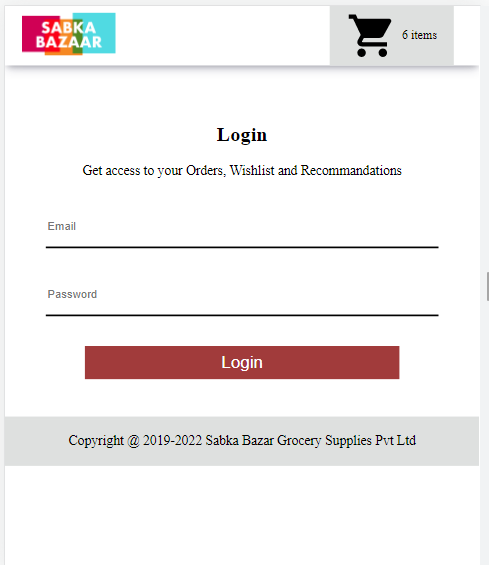 SABKA
BAZAAR
6 items
Login
Get access to your Orders, Wishlist and Recommandations
Email
Password
Login
Copyright @ 2019-2022 Sabka Bazar Grocery Supplies Pvt Ltd